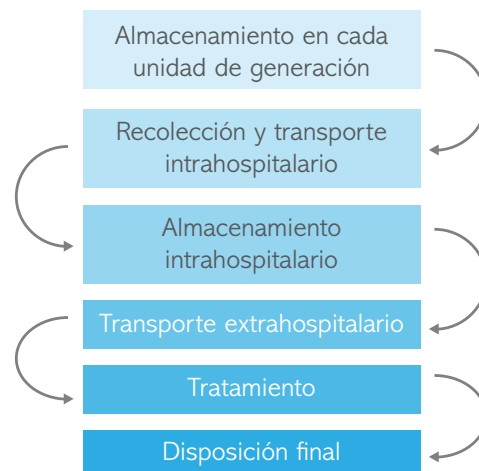 Almacenamiento en cada
unidad de generación
Recolección y transporte
intrahospitalario
Almacenamiento
intrahospitalario
Transporte extrahospitalario
Tratamiento
Disposición final